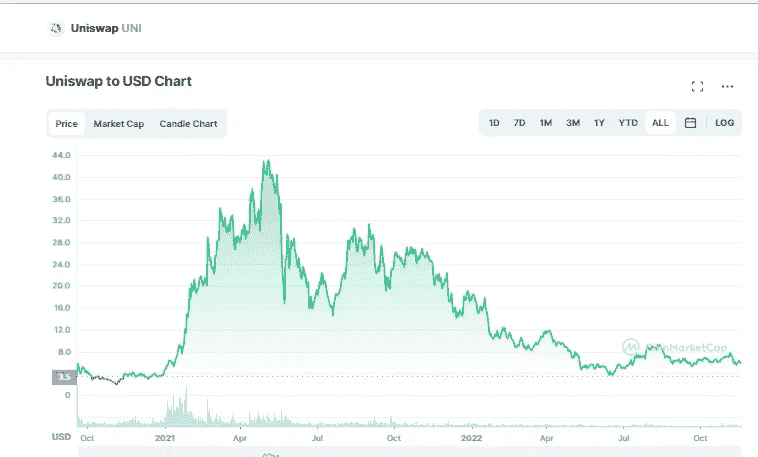 Uniswap UNI
Uniswap to USD Chart
Price Market Cap Candle Chart 1D 7D 1M 3M 1Y YTD ALL LOG
44.0
40.0
36.0
32.0
28.0
24.0
20.0
16.0
12.0
8.0
CoinMarketCap
3.5
0
USD Oct 2021 Apr Jul Oct 2022 Apr Jul Oct